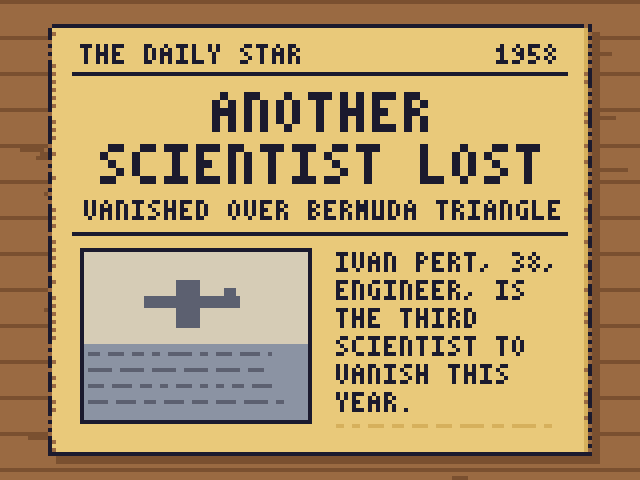 THE DAILY STAR 1958
ANOTHER
SCIENTIST LOST
VANISHED OVER BERMUDA TRIANGLE
IVAN PERT, 38,
ENGINEER, IS
THE THIRD
SCIENTIST TO
VANISH THIS
YEAR.